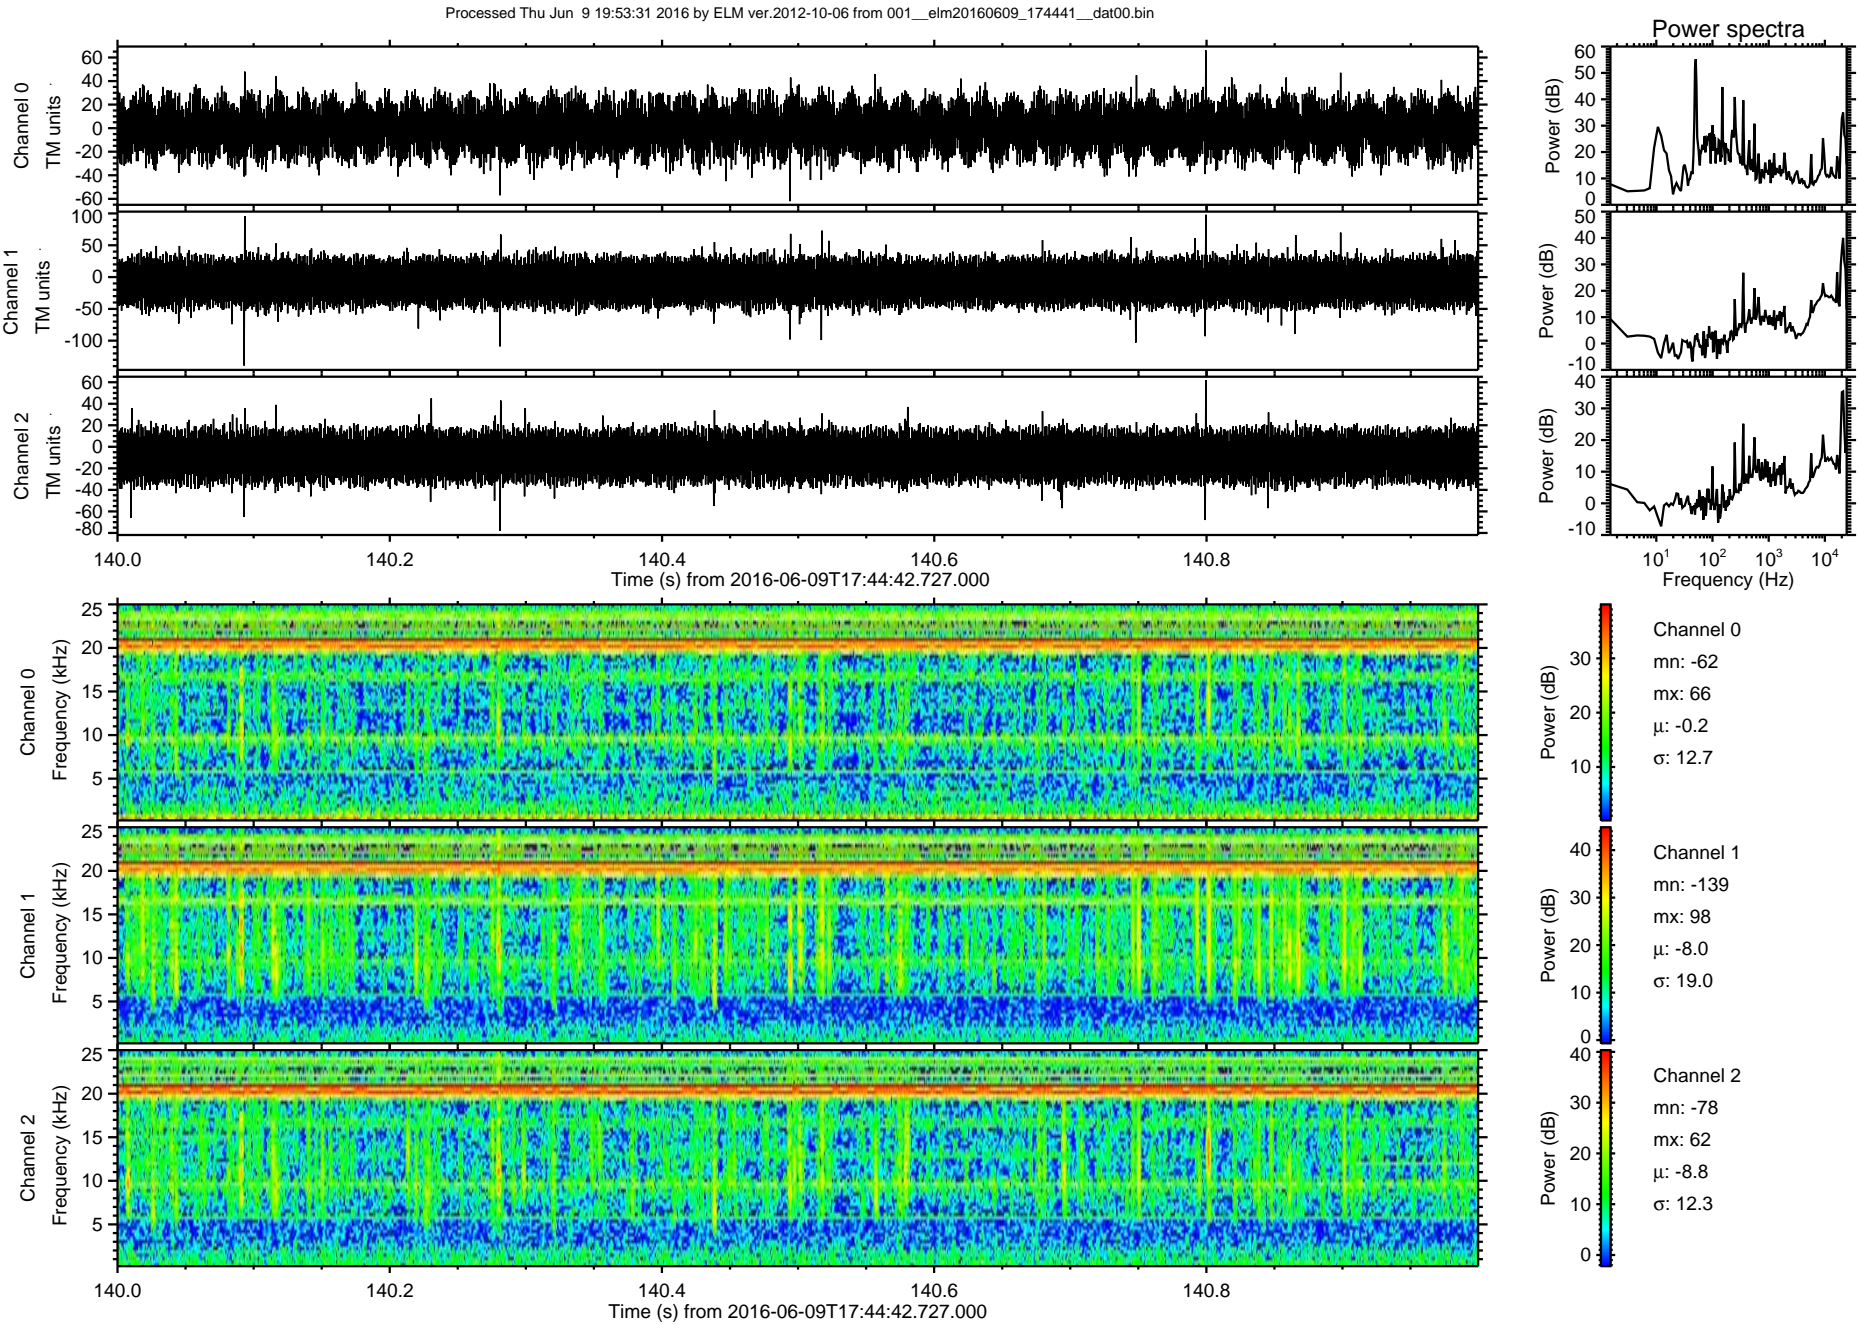 Processed Thu Jun 9 19:53:31 2016 by ELM ver.2012-10-06 from 001__elm20160609_174441__dat00.bin
Power spectra
Channel 0
TM units
60
40
20
0
-20
-40
-60
Power (dB)
60
50
40
30
20
10
0
Channel 1
TM units
100
50
0
-50
-100
Power (dB)
50
40
30
20
10
0
-10
Channel 2
TM units
60
40
20
0
-20
-40
-60
-80
Power (dB)
40
30
20
10
0
-10
140.0 140.2 140.4 140.6 140.8
Time (s) from 2016-06-09T17:44:42.727.000
10^1 10^2 10^3 10^4
Frequency (Hz)
Channel 0
Frequency (kHz)
25
20
15
10
5
Power (dB)
30
20
10
Channel 0
mn: -62
mx: 66
μ: -0.2
σ: 12.7
Channel 1
Frequency (kHz)
25
20
15
10
5
Power (dB)
40
30
20
10
0
Channel 1
mn: -139
mx: 98
μ: -8.0
σ: 19.0
Channel 2
Frequency (kHz)
25
20
15
10
5
Power (dB)
40
30
20
10
0
Channel 2
mn: -78
mx: 62
μ: -8.8
σ: 12.3
140.0 140.2 140.4 140.6 140.8
Time (s) from 2016-06-09T17:44:42.727.000